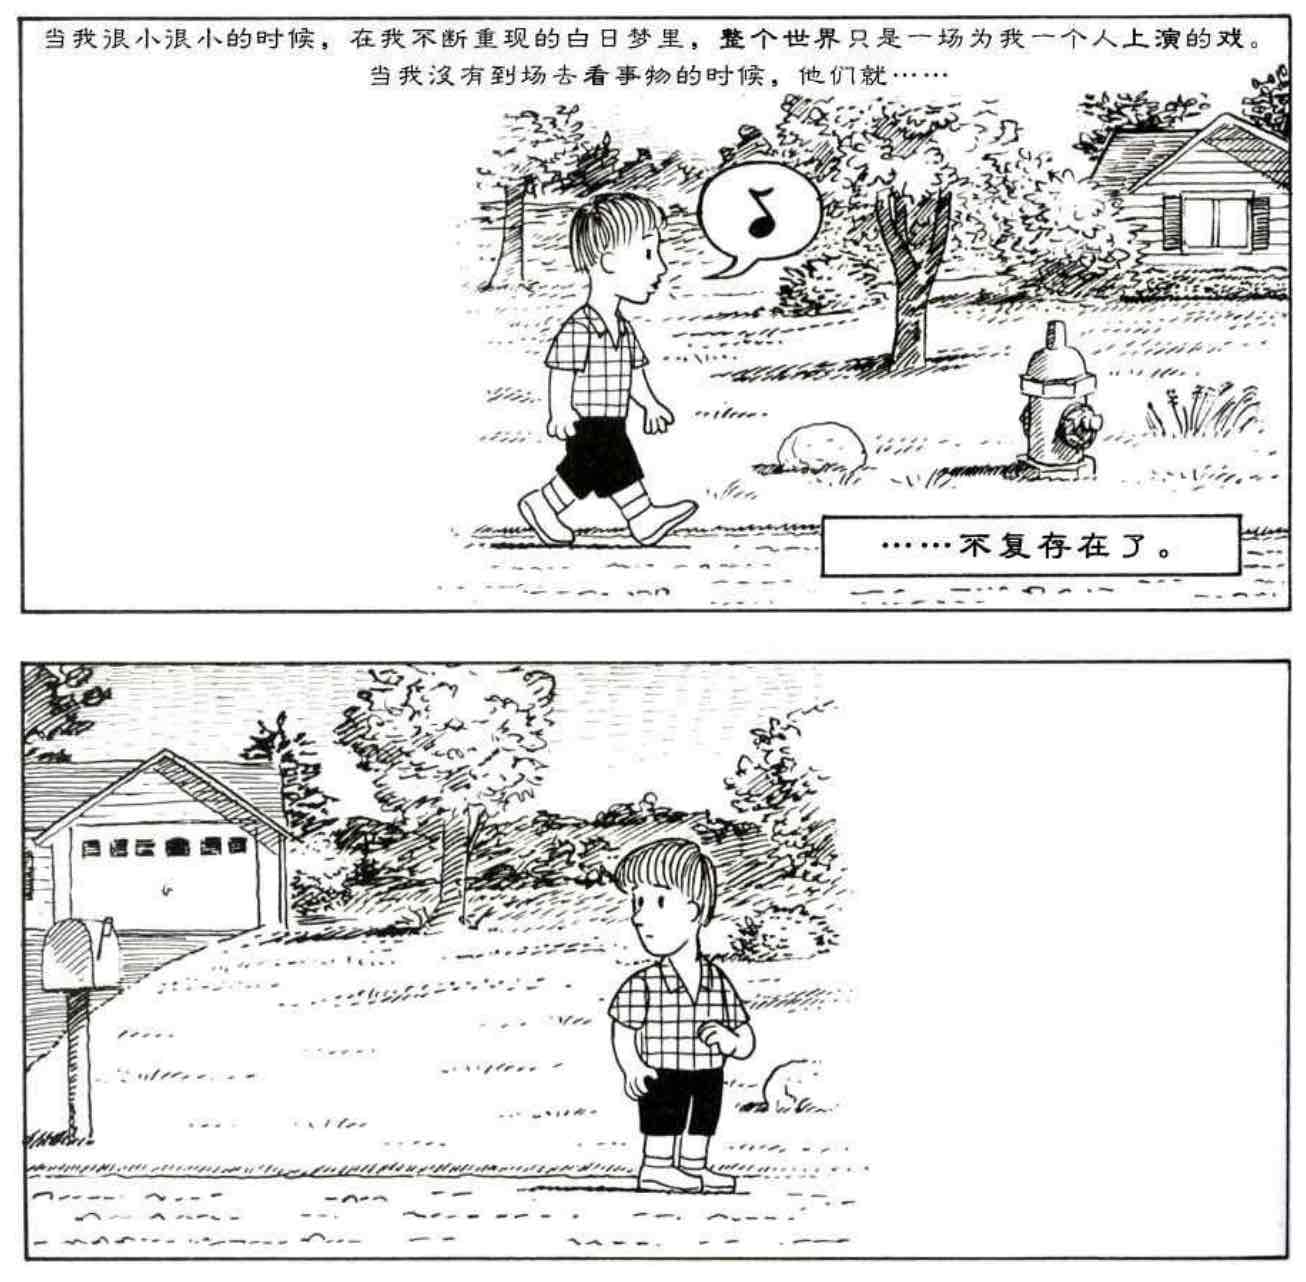 当我很小很小的时候，在我不断重现的白日梦里，整个世界只是一场为我一个人上演的戏。
当我没有到场去看事物的时候，他们就……
……不复存在了。